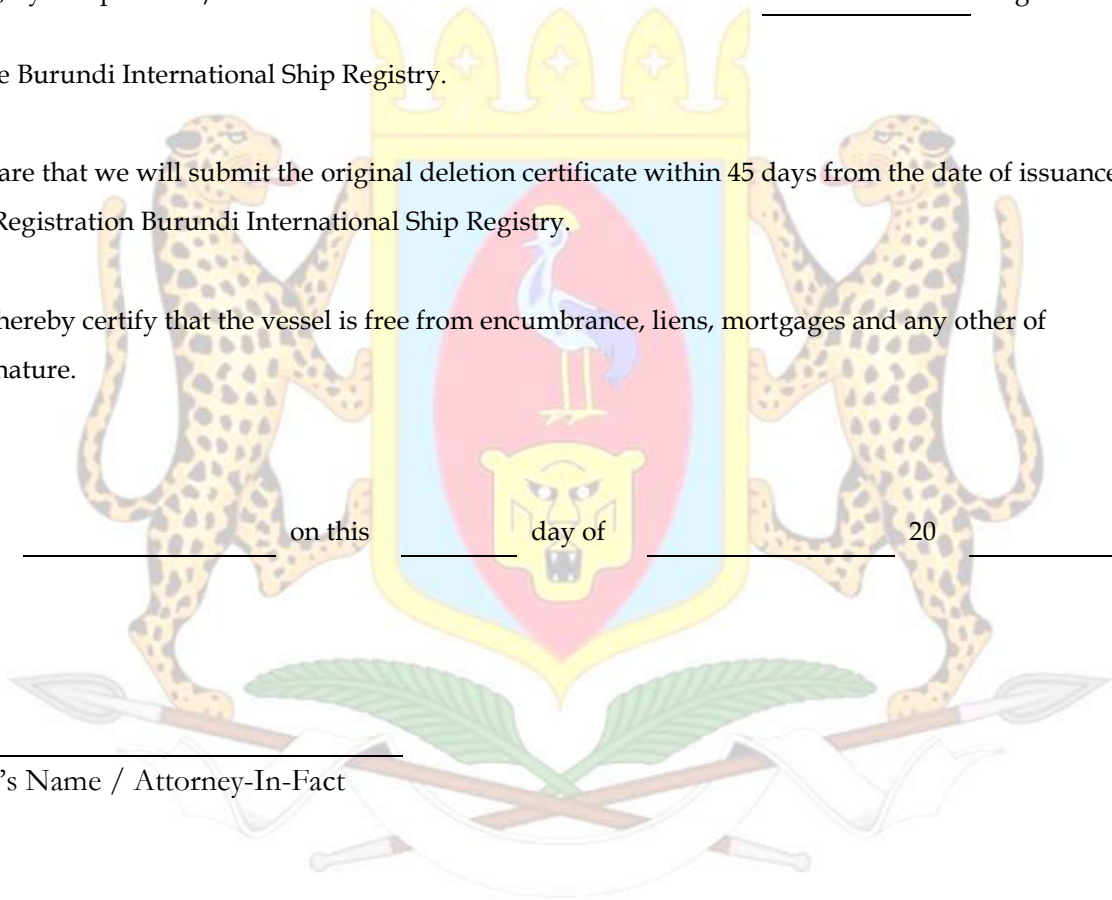 e Burundi International Ship Registry.
are that we will submit the original deletion certificate within 45 days from the date of issuance
Registration Burundi International Ship Registry.
hereby certify that the vessel is free from encumbrance, liens, mortgages and any other of
nature.
on this day of 20
's Name / Attorney-In-Fact